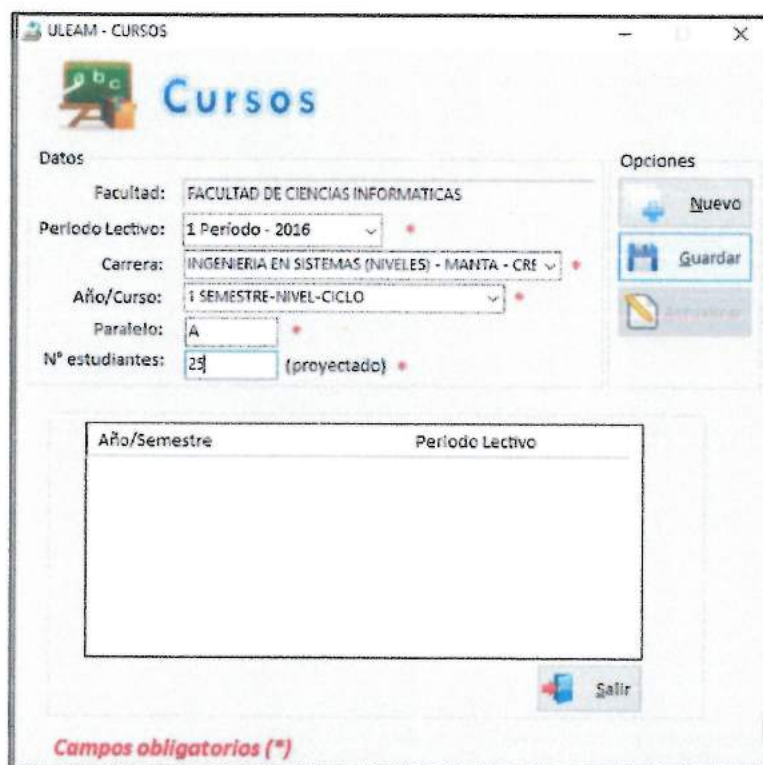 ULEAM - CURSOS
a b c
Cursos
Datos
Facultad: FACULTAD DE CIENCIAS INFORMATICAS
Periodo Lectivo: 1 Periodo - 2016 *
Carrera: INGENIERIA EN SISTEMAS (NIVELES) - MANTA - CRE *
Año/Curso: 1 SEMESTRE-NIVEL-CICLO *
Paralelo: A *
N° estudiantes: 25 (proyectado) *
Opciones
Nuevo
Guardar
Año/Semestre Periodo Lectivo
Salir
Campos obligatorios (*)